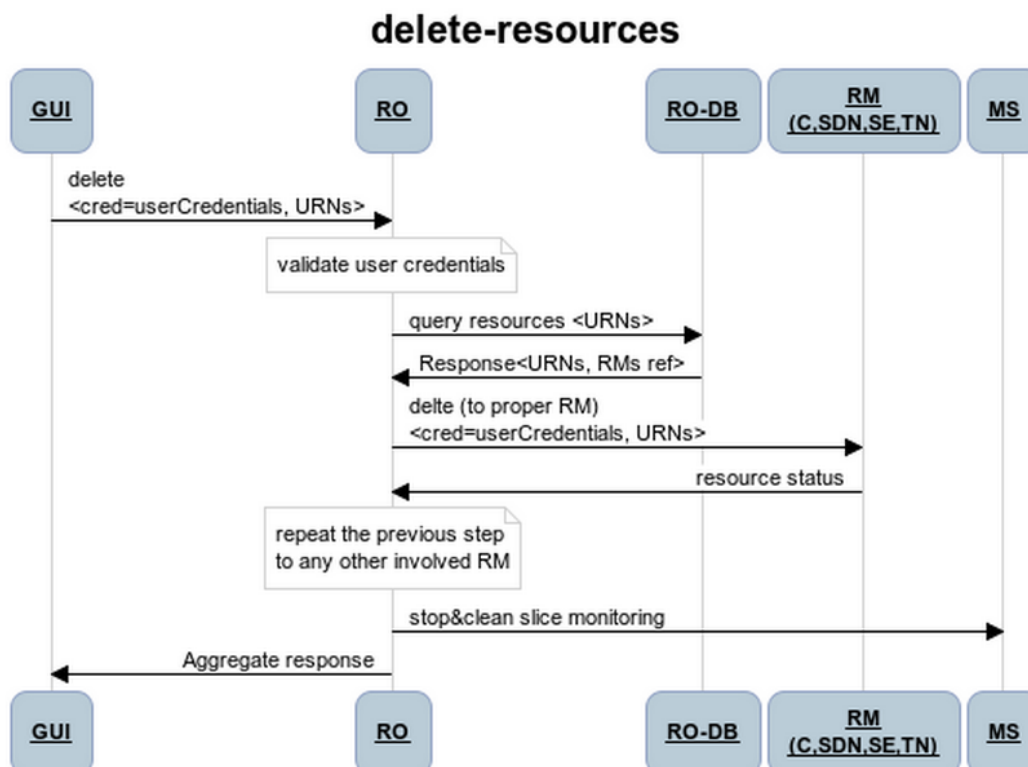 delete-resources
GUI
RO
RO-DB
RM
(C,SDN,SE,TN)
MS
delete
<cred=userCredentials, URNs>
validate user credentials
query resources <URNs>
Response<URNs, RMs ref>
delte (to proper RM)
<cred=userCredentials, URNs>
resource status
repeat the previous step
to any other involved RM
stop&clean slice monitoring
Aggregate response
GUI
RO
RO-DB
RM
(C,SDN,SE,TN)
MS